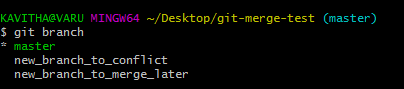 KAVITHA@VARU MINGW64 ~/Desktop/git-merge-test (master)
$ git branch
* master
  new_branch_to_conflict
  new_branch_to_merge_later